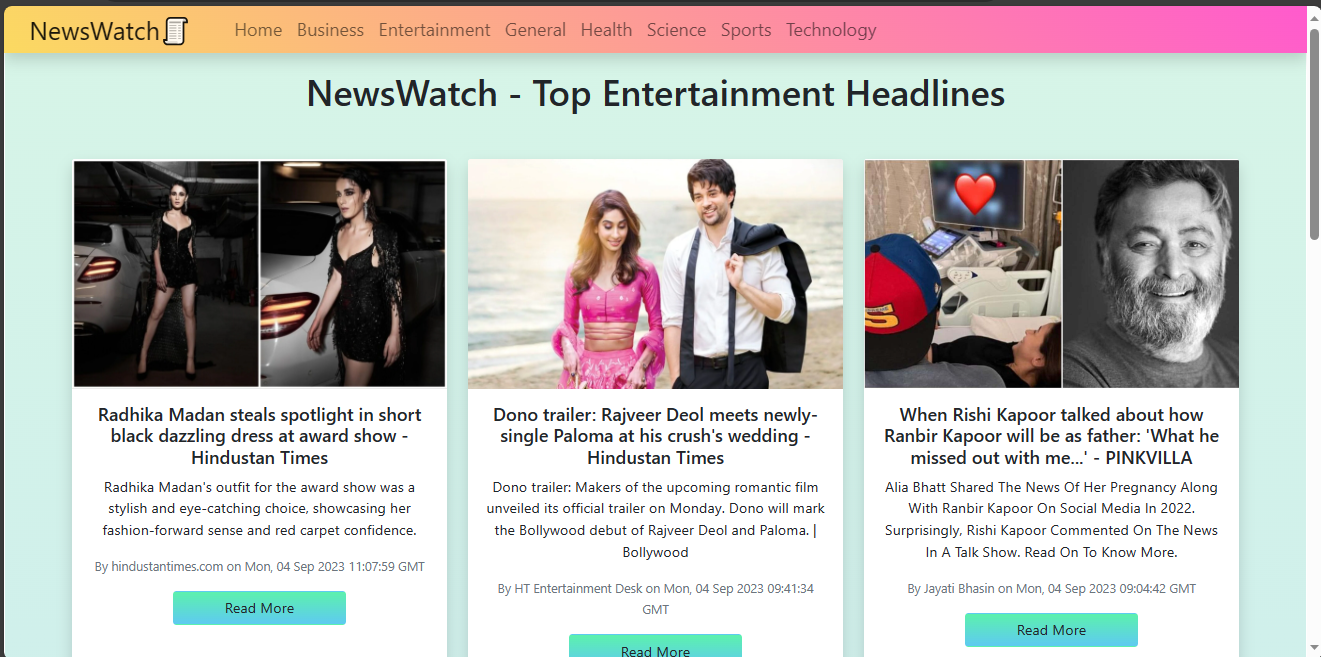 NewsWatch Home Business Entertainment General Health Science Sports Technology
NewsWatch - Top Entertainment Headlines
Radhika Madan steals spotlight in short
black dazzling dress at award show -
Hindustan Times
Radhika Madan's outfit for the award show was a
stylish and eye-catching choice, showcasing her
fashion-forward sense and red carpet confidence.
By hindustantimes.com on Mon, 04 Sep 2023 11:07:59 GMT
Read More
Dono trailer: Rajveer Deol meets newly-
single Paloma at his crush's wedding -
Hindustan Times
Dono trailer: Makers of the upcoming romantic film
unveiled its official trailer on Monday. Dono will mark
the Bollywood debut of Rajveer Deol and Paloma. |
Bollywood
By HT Entertainment Desk on Mon, 04 Sep 2023 09:41:34
GMT
Read More
When Rishi Kapoor talked about how
Ranbir Kapoor will be as father: 'What he
missed out with me...' - PINKVILLA
Alia Bhatt Shared The News Of Her Pregnancy Along
With Ranbir Kapoor On Social Media In 2022.
Surprisingly, Rishi Kapoor Commented On The News
In A Talk Show. Read On To Know More.
By Jayati Bhasin on Mon, 04 Sep 2023 09:04:42 GMT
Read More